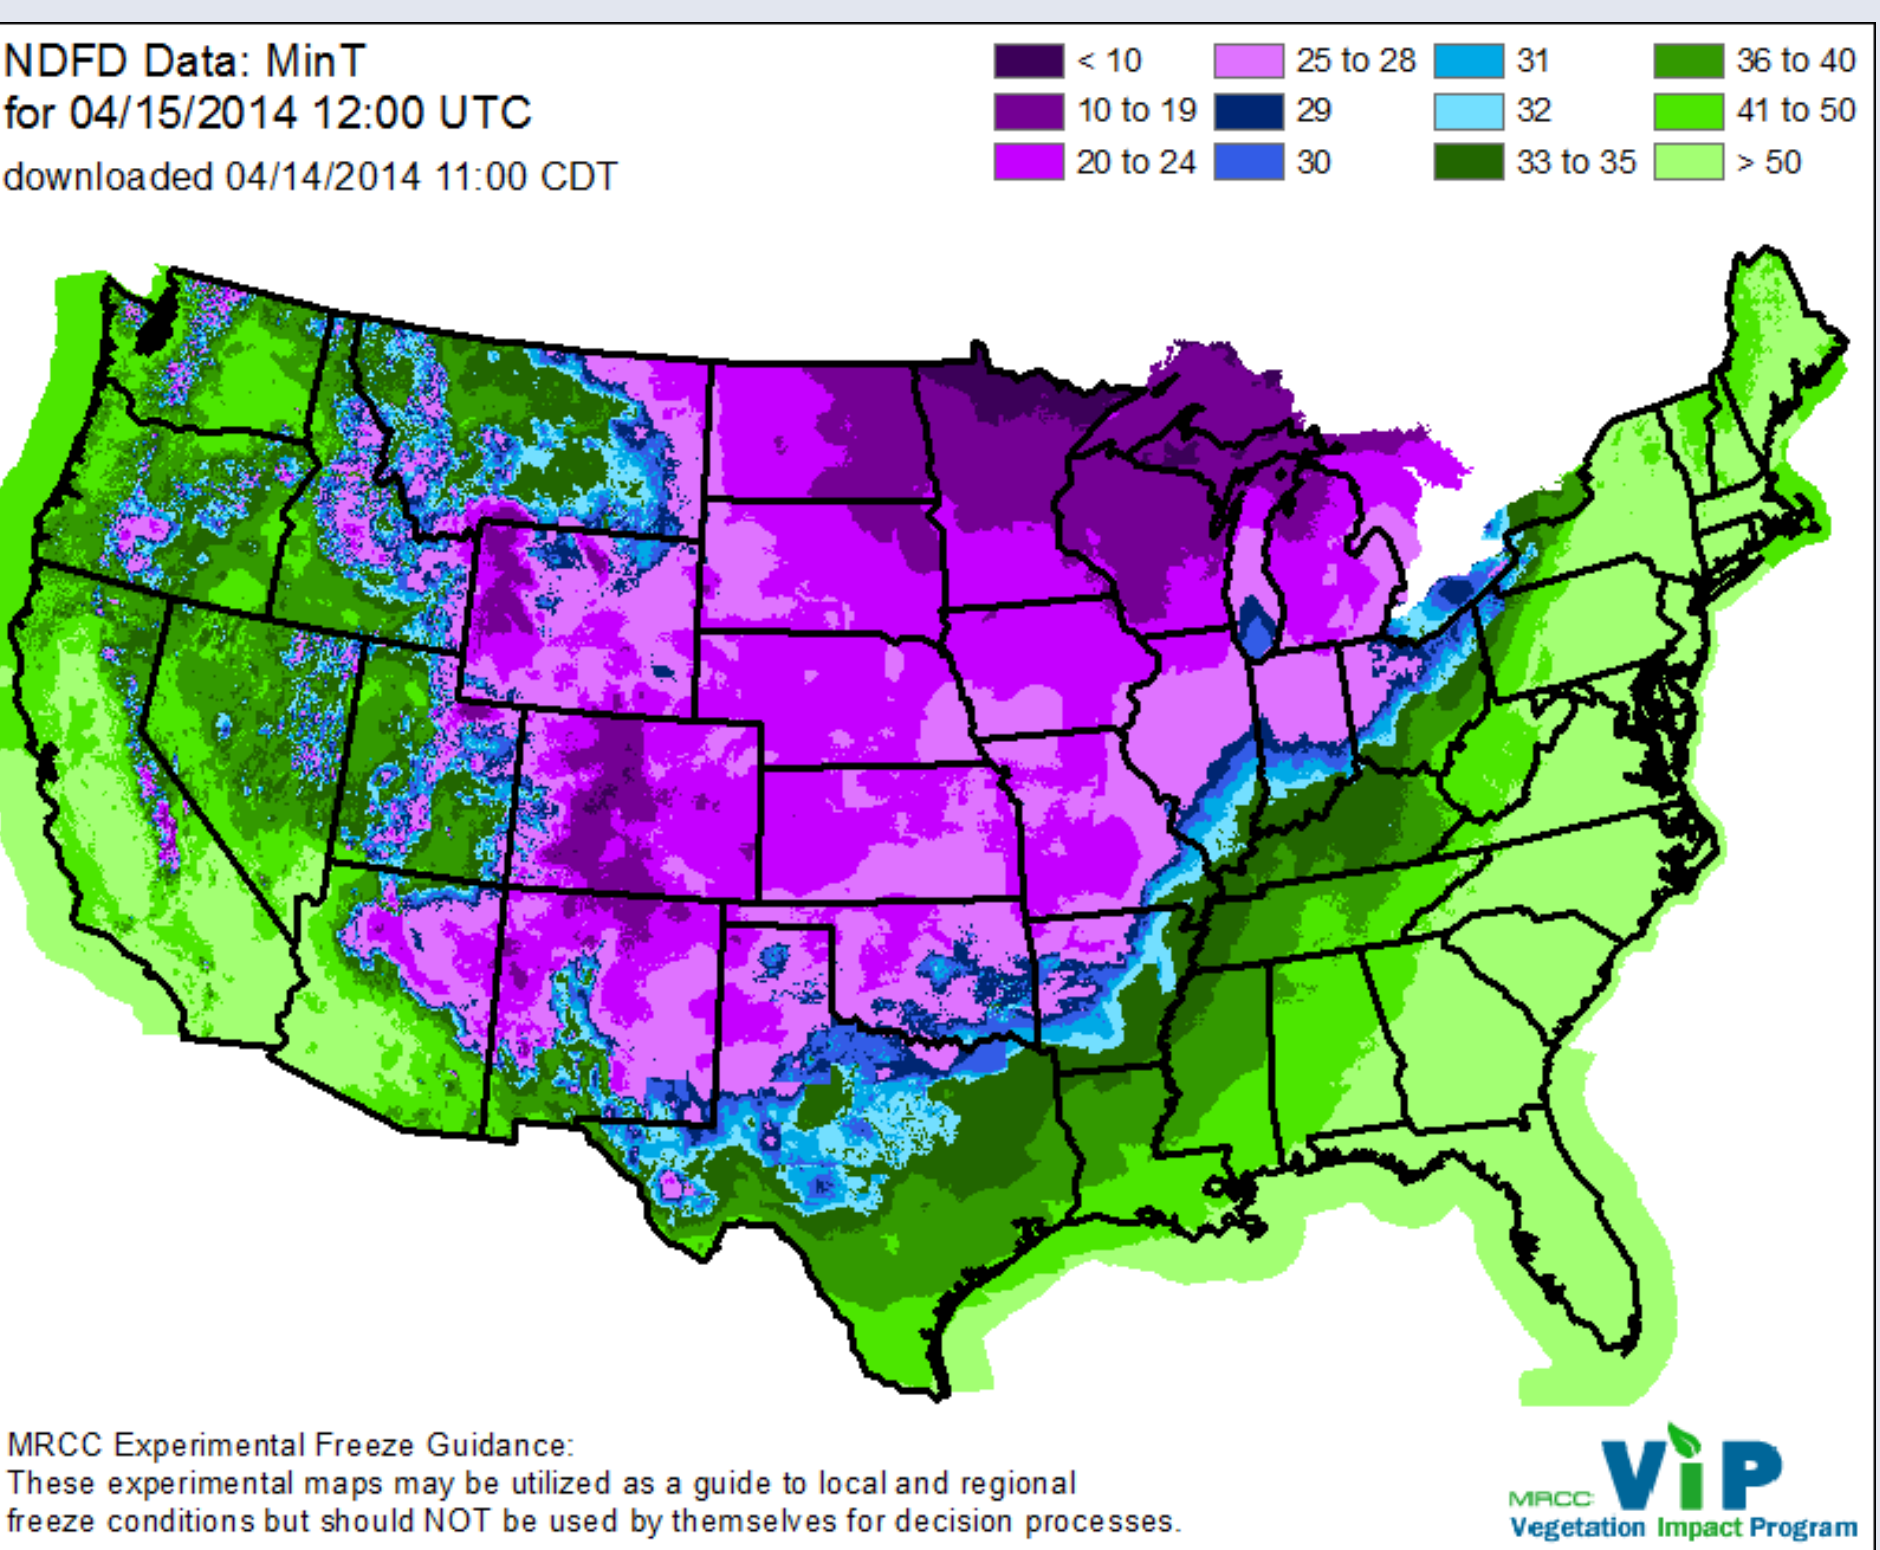 NDFD Data: MinT
for 04/15/2014 12:00 UTC
downloaded 04/14/2014 11:00 CDT
< 10
10 to 19
20 to 24
25 to 28
29
30
31
32
33 to 35
36 to 40
41 to 50
> 50
MRCC Experimental Freeze Guidance:
These experimental maps may be utilized as a guide to local and regional
freeze conditions but should NOT be used by themselves for decision processes.
MRCC ViP
Vegetation Impact Program